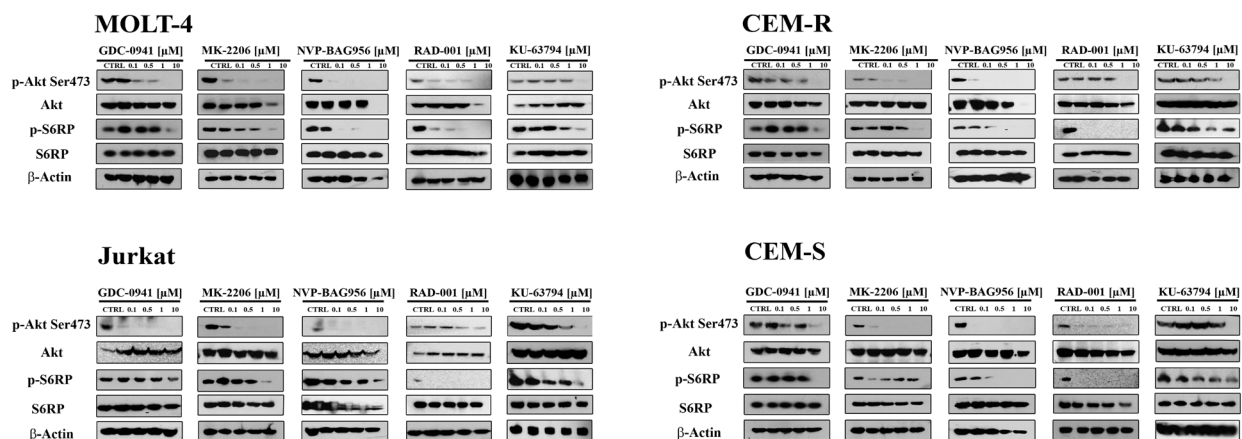 MOLT-4
GDC-0941 [µM] MK-2206 [µM] NVP-BAG956 [µM] RAD-001 [µM] KU-63794 [µM]
CTRL 0.1 0.5 1 10 CTRL 0.1 0.5 1 10 CTRL 0.1 0.5 1 10 CTRL 0.1 0.5 1 10 CTRL 0.1 0.5 1 10
p-Akt Ser473
Akt
p-S6RP
S6RP
β-Actin
CEM-R
GDC-0941 [µM] MK-2206 [µM] NVP-BAG956 [µM] RAD-001 [µM] KU-63794 [µM]
CTRL 0.1 0.5 1 10 CTRL 0.1 0.5 1 10 CTRL 0.1 0.5 1 10 CTRL 0.1 0.5 1 10 CTRL 0.1 0.5 1 10
p-Akt Ser473
Akt
p-S6RP
S6RP
β-Actin
Jurkat
GDC-0941 [µM] MK-2206 [µM] NVP-BAG956 [µM] RAD-001 [µM] KU-63794 [µM]
CTRL 0.1 0.5 1 10 CTRL 0.1 0.5 1 10 CTRL 0.1 0.5 1 10 CTRL 0.1 0.5 1 10 CTRL 0.1 0.5 1 10
p-Akt Ser473
Akt
p-S6RP
S6RP
β-Actin
CEM-S
GDC-0941 [µM] MK-2206 [µM] NVP-BAG956 [µM] RAD-001 [µM] KU-63794 [µM]
CTRL 0.1 0.5 1 10 CTRL 0.1 0.5 1 10 CTRL 0.1 0.5 1 10 CTRL 0.1 0.5 1 10 CTRL 0.1 0.5 1 10
p-Akt Ser473
Akt
p-S6RP
S6RP
β-Actin